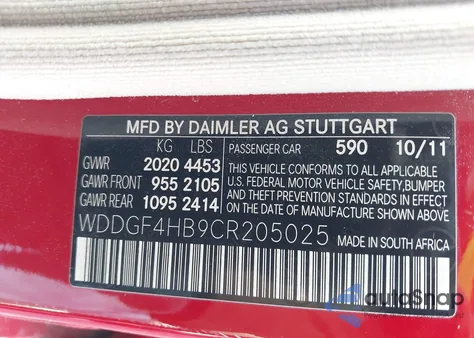 MFD BY DAIMLER AG STUTTGART
KG LBS PASSENGER CAR 590 10/11
GVWR 2020 4453 THIS VEHICLE CONFORMS TO ALL APPLICABLE
GAWR FRONT 955 2105 U.S. FEDERAL MOTOR VEHICLE SAFETY, BUMPER
AND THEFT PREVENTION STANDARDS IN EFFECT
GAWR REAR 1095 2414 ON THE DATE OF MANUFACTURE SHOWN ABOVE.
WDDGF4HB9CR205025 MADE IN SOUTH AFRICA
autoSnap